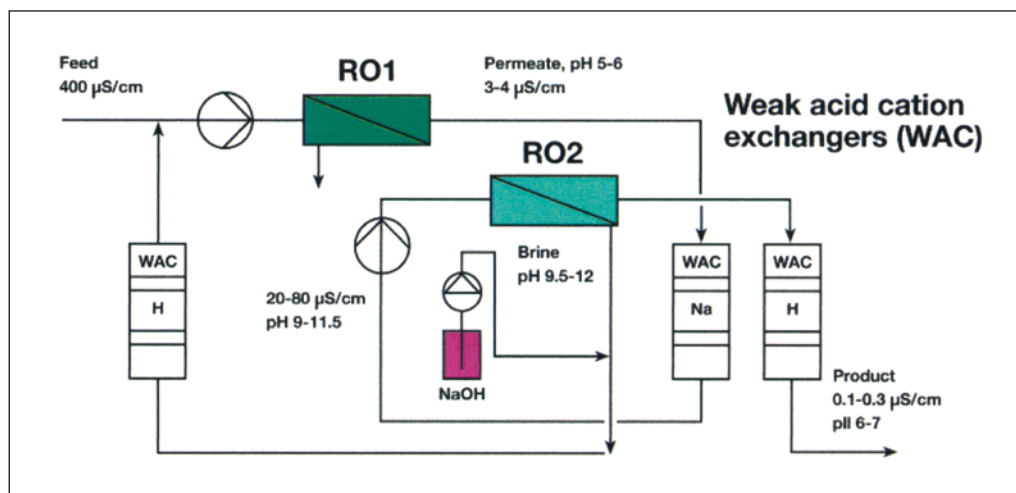 Feed
400 µS/cm
RO1
Permeate, pH 5-6
3-4 µS/cm
Weak acid cation
exchangers (WAC)
RO2
WAC
H
20-80 µS/cm
pH 9-11.5
NaOH
Brine
pH 9.5-12
WAC
Na
WAC
H
Product
0.1-0.3 µS/cm
pII 6-7